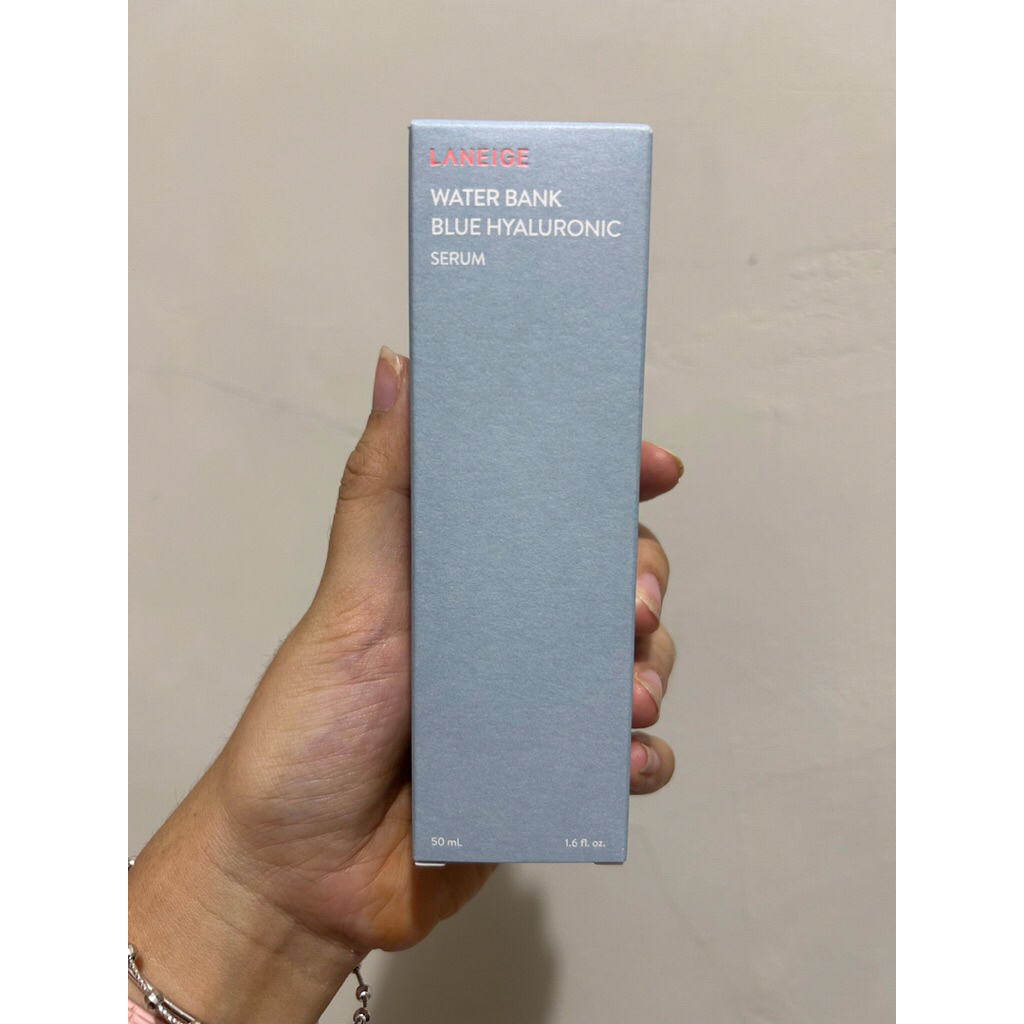 LANEIGE
WATER BANK
BLUE HYALURONIC
SERUM
50 mL 1.6 fl. oz.